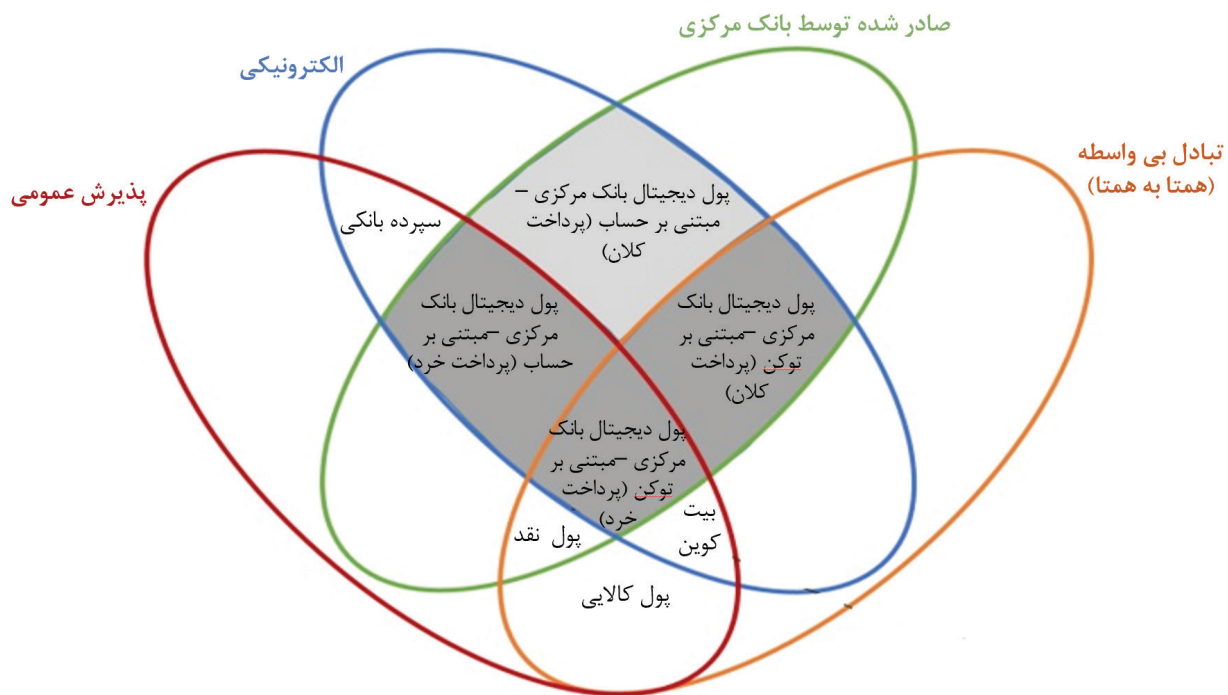 صادر شده توسط بانک مرکزی
الکترونیکی
تبادل بی واسطه
(همتا به همتا)
پذیرش عمومی
پول دیجیتال بانک مرکزی –
مبتنی بر حساب (پرداخت
کلان)
سپرده بانکی
پول دیجیتال بانک
مرکزی –مبتنی بر
توکن (پرداخت
کلان)
پول دیجیتال بانک
مرکزی –مبتنی بر
حساب (پرداخت خرد)
پول دیجیتال بانک
مرکزی –مبتنی بر
توکن (پرداخت
خرد)
بیت
کوین
پول نقد
پول کالایی